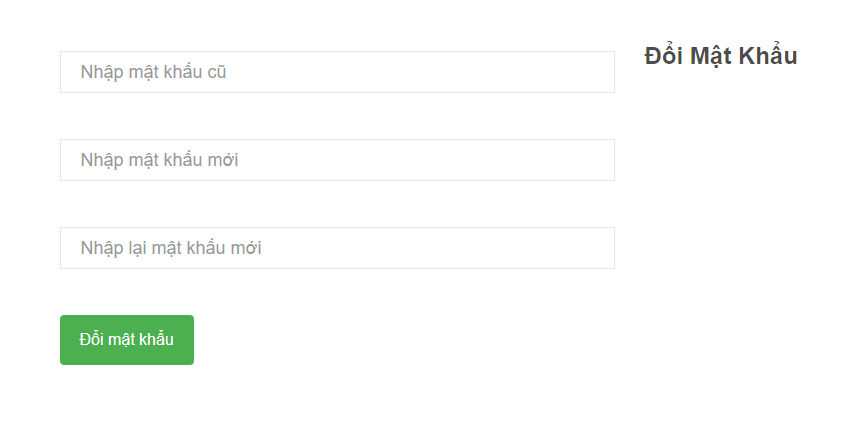 Đổi Mật Khẩu
Nhập mật khẩu cũ
Nhập mật khẩu mới
Nhập lại mật khẩu mới
Đổi mật khẩu